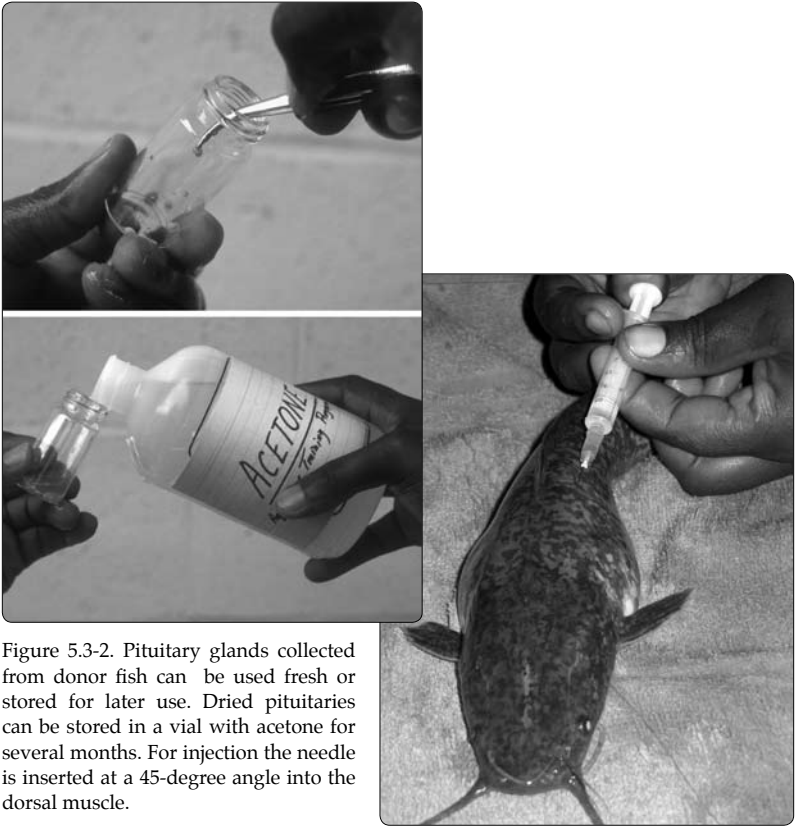 ACETONE
Training
Figure 5.3-2. Pituitary glands collected
from donor fish can be used fresh or
stored for later use. Dried pituitaries
can be stored in a vial with acetone for
several months. For injection the needle
is inserted at a 45-degree angle into the
dorsal muscle.